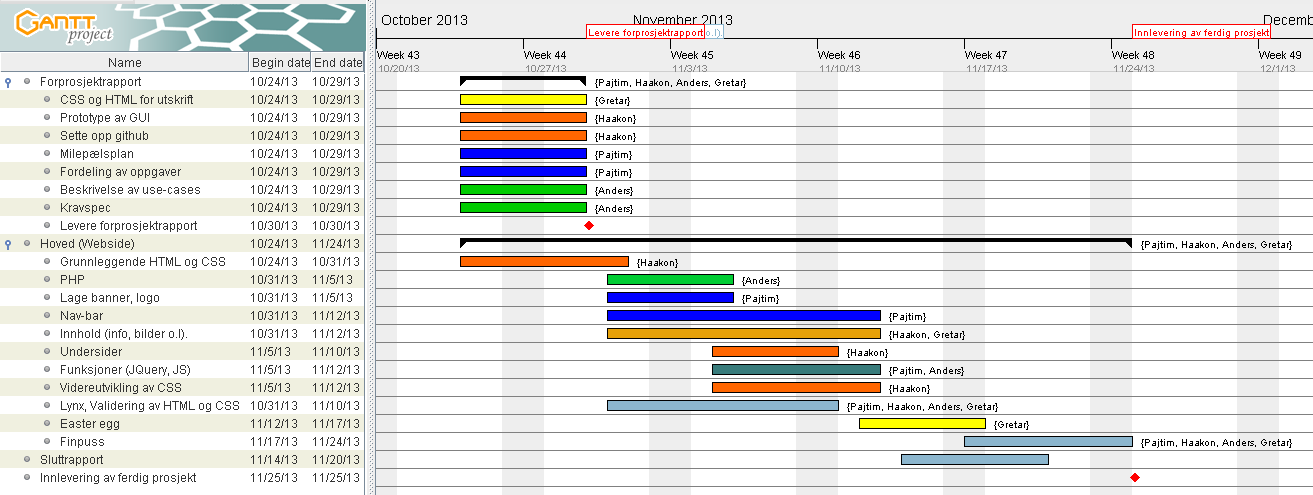 GANTT
project
October 2013 November 2013 Decemb
Levere forprosjektrapport o.l). Innlevering av ferdig prosjekt
Week 43 Week 44 Week 45 Week 46 Week 47 Week 48 Week 49
10/20/13 10/27/13 11/3/13 11/10/13 11/17/13 11/24/13 12/1/13
Name Begin date End date
Forprosjektrapport 10/24/13 10/29/13 {Pajtim, Haakon, Anders, Gretar}
CSS og HTML for utskrift 10/24/13 10/29/13 {Gretar}
Prototype av GUI 10/24/13 10/29/13 {Haakon}
Sette opp github 10/24/13 10/29/13 {Haakon}
Milepælsplan 10/24/13 10/29/13 {Pajtim}
Fordeling av oppgaver 10/24/13 10/29/13 {Pajtim}
Beskrivelse av use-cases 10/24/13 10/29/13 {Anders}
Kravspec 10/24/13 10/29/13 {Anders}
Levere forprosjektrapport 10/30/13 10/30/13
Hoved (Webside) 10/24/13 11/24/13 {Pajtim, Haakon, Anders, Gretar}
Grunnleggende HTML og CSS 10/24/13 10/31/13 {Haakon}
PHP 10/31/13 11/5/13 {Anders}
Lage banner, logo 10/31/13 11/5/13 {Pajtim}
Nav-bar 10/31/13 11/12/13 {Pajtim}
Innhold (info, bilder o.l). 10/31/13 11/12/13 {Haakon, Gretar}
Undersider 11/5/13 11/10/13 {Haakon}
Funksjoner (JQuery, JS) 11/5/13 11/12/13 {Pajtim, Anders}
Videreutvikling av CSS 11/5/13 11/12/13 {Haakon}
Lynx, Validering av HTML og CSS 10/31/13 11/10/13 {Pajtim, Haakon, Anders, Gretar}
Easter egg 11/12/13 11/17/13 {Gretar}
Finpuss 11/17/13 11/24/13 {Pajtim, Haakon, Anders, Gretar}
Sluttrapport 11/14/13 11/20/13
Innlevering av ferdig prosjekt 11/25/13 11/25/13